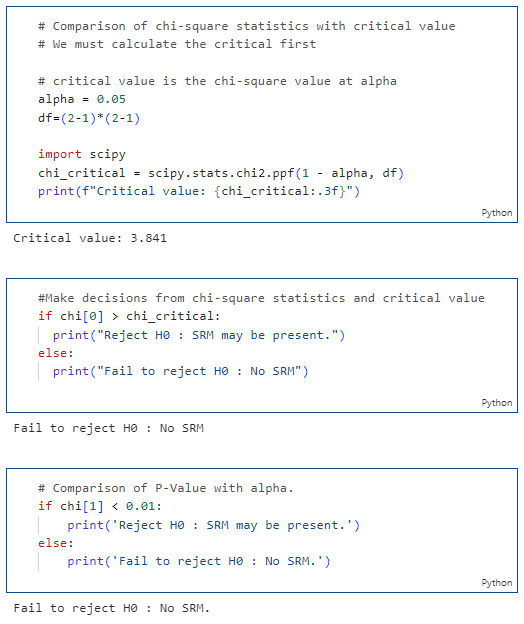 # Comparison of chi-square statistics with critical value
# We must calculate the critical first
# critical value is the chi-square value at alpha
alpha = 0.05
df=(2-1)*(2-1)
import scipy
chi_critical = scipy.stats.chi2.ppf(1 - alpha, df)
print(f"Critical value: {chi_critical:.3f}")
Python
Critical value: 3.841
#Make decisions from chi-square statistics and critical value
if chi[0] > chi_critical:
print("Reject H0 : SRM may be present.")
else:
print("Fail to reject H0 : No SRM")
Python
Fail to reject H0 : No SRM
# Comparison of P-Value with alpha.
if chi[1] < 0.01:
print('Reject H0 : SRM may be present.')
else:
print('Fail to reject H0 : No SRM.')
Python
Fail to reject H0 : No SRM.